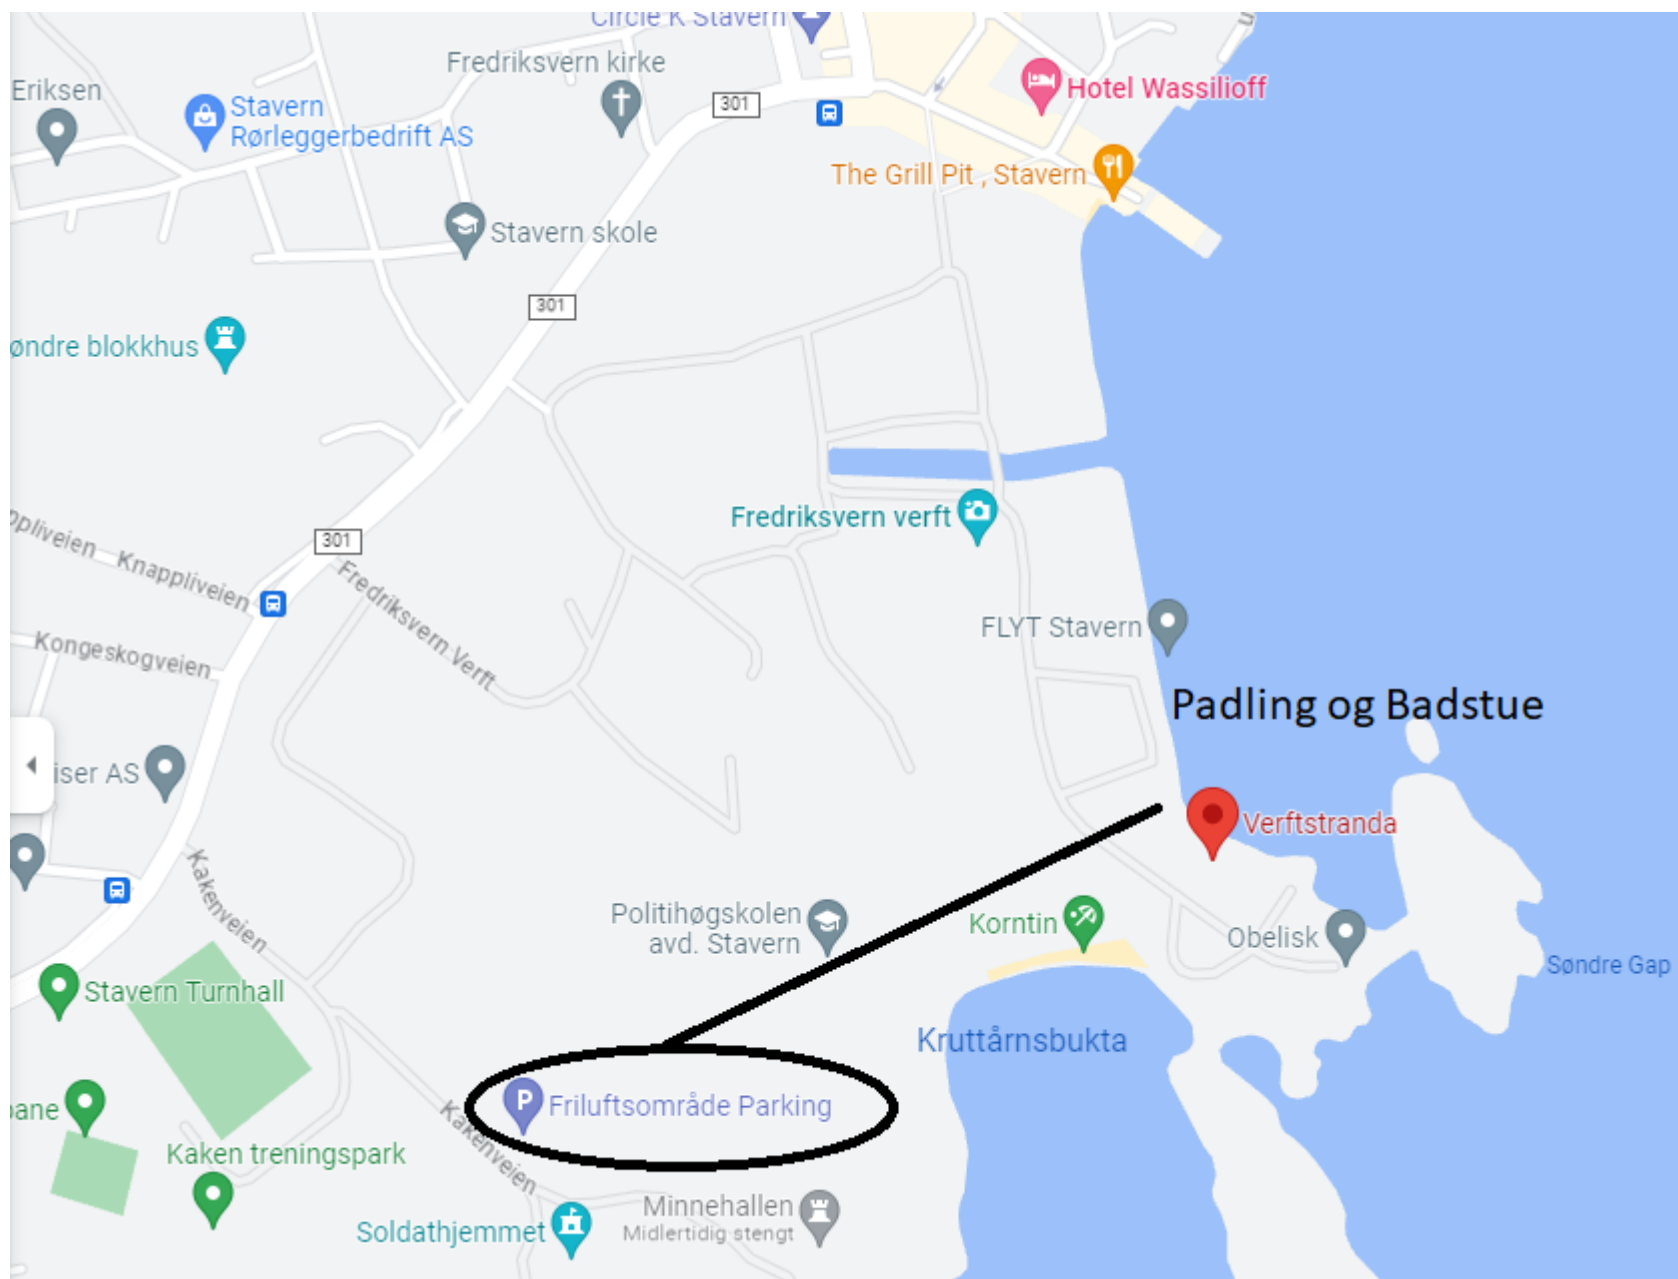 Circle K Stavern
Fredriksvern kirke
Eriksen
Stavern
Rørleggerbedrift AS
301
Hotel Wassilioff
The Grill Pit , Stavern
Stavern skole
301
øndre blokkhus
Fredriksvern verft
301
Knappliveien
Fredriksvern Verft
Kongeskogveien
FLYT Stavern
Padling og Badstue
iser AS
Verftstranda
Kakenveien
Politihøgskolen
avd. Stavern
Korntin
Obelisk
Søndre Gap
Stavern Turnhall
Kruttårnsbukta
P Friluftsområde Parking
Kakenveien
Kaken treningspark
Minnehallen
Midlertidig stengt
Soldathjemmet